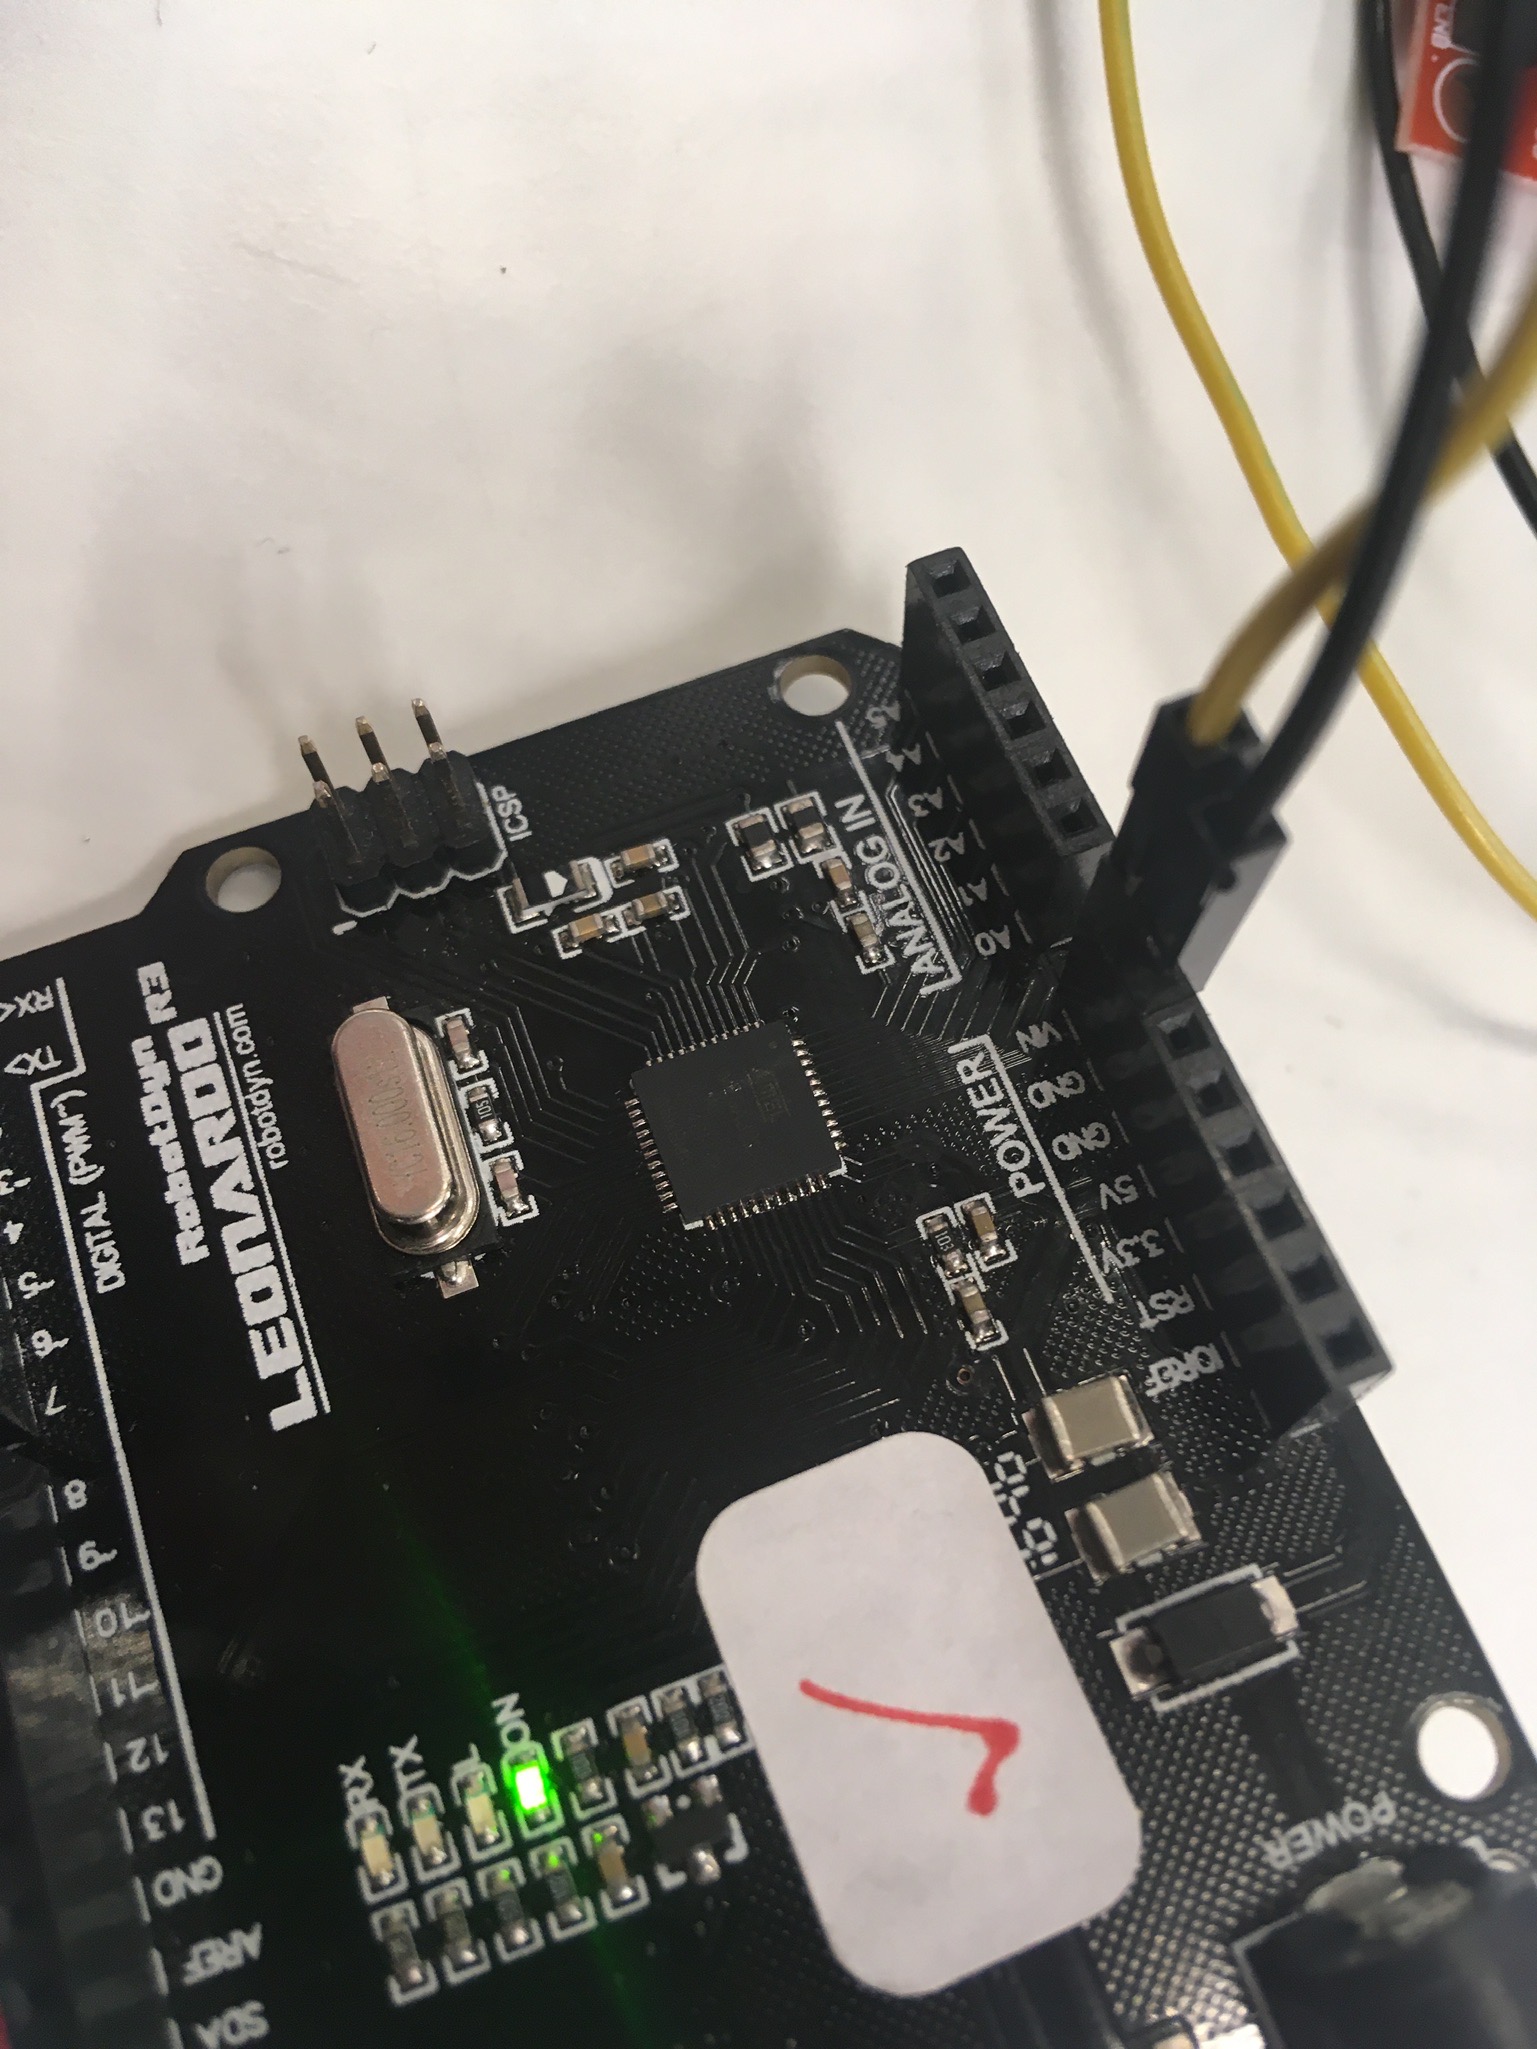 RobotDyn R3
LEONARDO
robotdyn.com
ICSP
1
ANALOG IN
A5
A4
A3
A2
A1
A0
POWER
VIN
GND
GND
5V
3.3V
RST
IOREF
DIGITAL (PWM~)
RX
TX
7
8
9
10
11
12
13
GND
AREF
SDA
RX
TX
L
ON
POWER